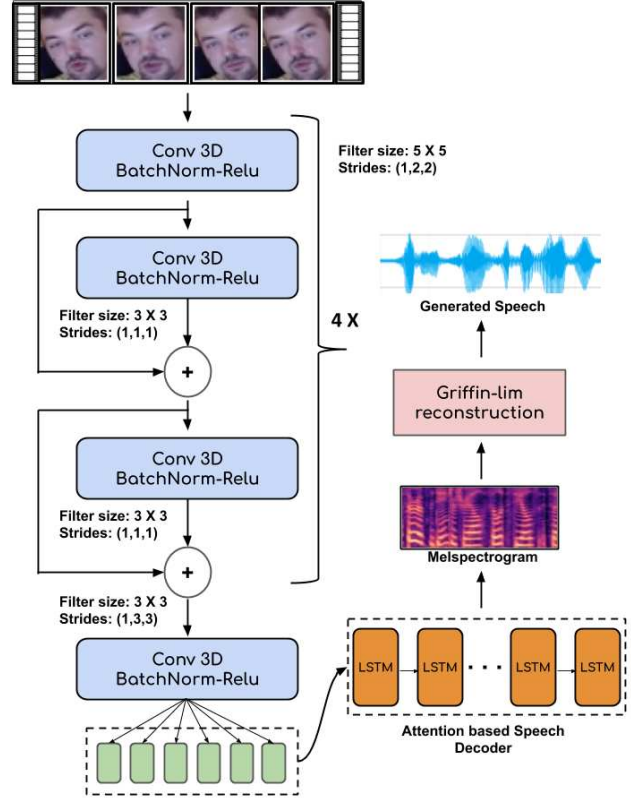 Conv 3D
BatchNorm-Relu
Filter size: 5 X 5
Strides: (1,2,2)
Conv 3D
BatchNorm-Relu
Filter size: 3 X 3
Strides: (1,1,1)
+
4 X
Conv 3D
BatchNorm-Relu
Filter size: 3 X 3
Strides: (1,1,1)
+
Filter size: 3 X 3
Strides: (1,3,3)
Conv 3D
BatchNorm-Relu
Generated Speech
Griffin-lim
reconstruction
Melspectrogram
LSTM
LSTM
LSTM
LSTM
Attention based Speech
Decoder